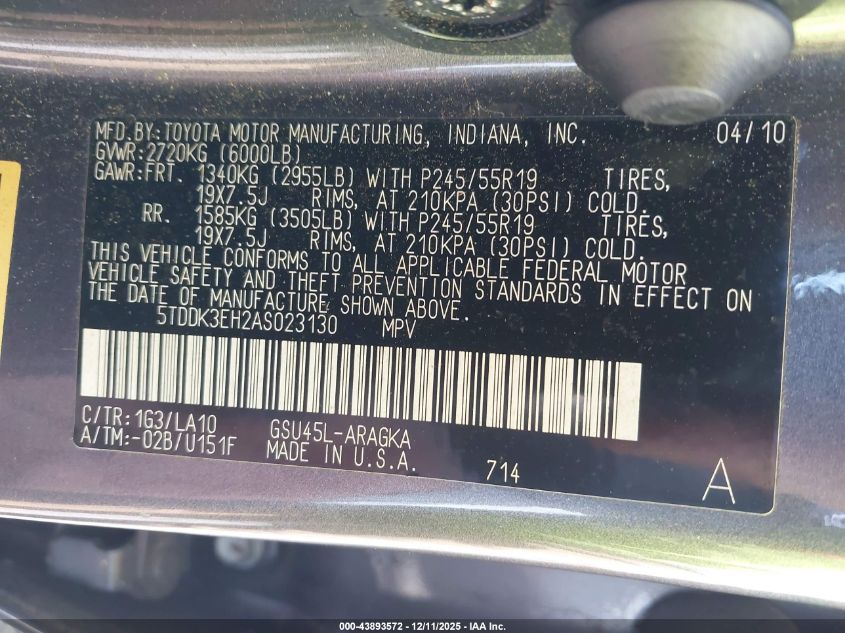 MFD.BY:TOYOTA MOTOR MANUFACTURING, INDIANA, INC. 04/10
GVWR:2720KG (6000LB)
GAWR:FRT. 1340KG (2955LB) WITH P245/55R19 TIRES,
19X7.5J RIMS, AT 210KPA (30PSI) COLD.
RR. 1585KG (3505LB) WITH P245/55R19 TIRES,
19X7.5J RIMS, AT 210KPA (30PSI) COLD.
THIS VEHICLE CONFORMS TO ALL APPLICABLE FEDERAL MOTOR
VEHICLE SAFETY AND THEFT PREVENTION STANDARDS IN EFFECT ON
THE DATE OF MANUFACTURE SHOWN ABOVE.
5TDDK3EH2AS023130 MPV
C/TR:1G3/LA10 GSU45L-ARAGKA
A/TM:-02B/U151F MADE IN U.S.A. 714 A
000-43893572 - 12/11/2025 - IAA Inc.